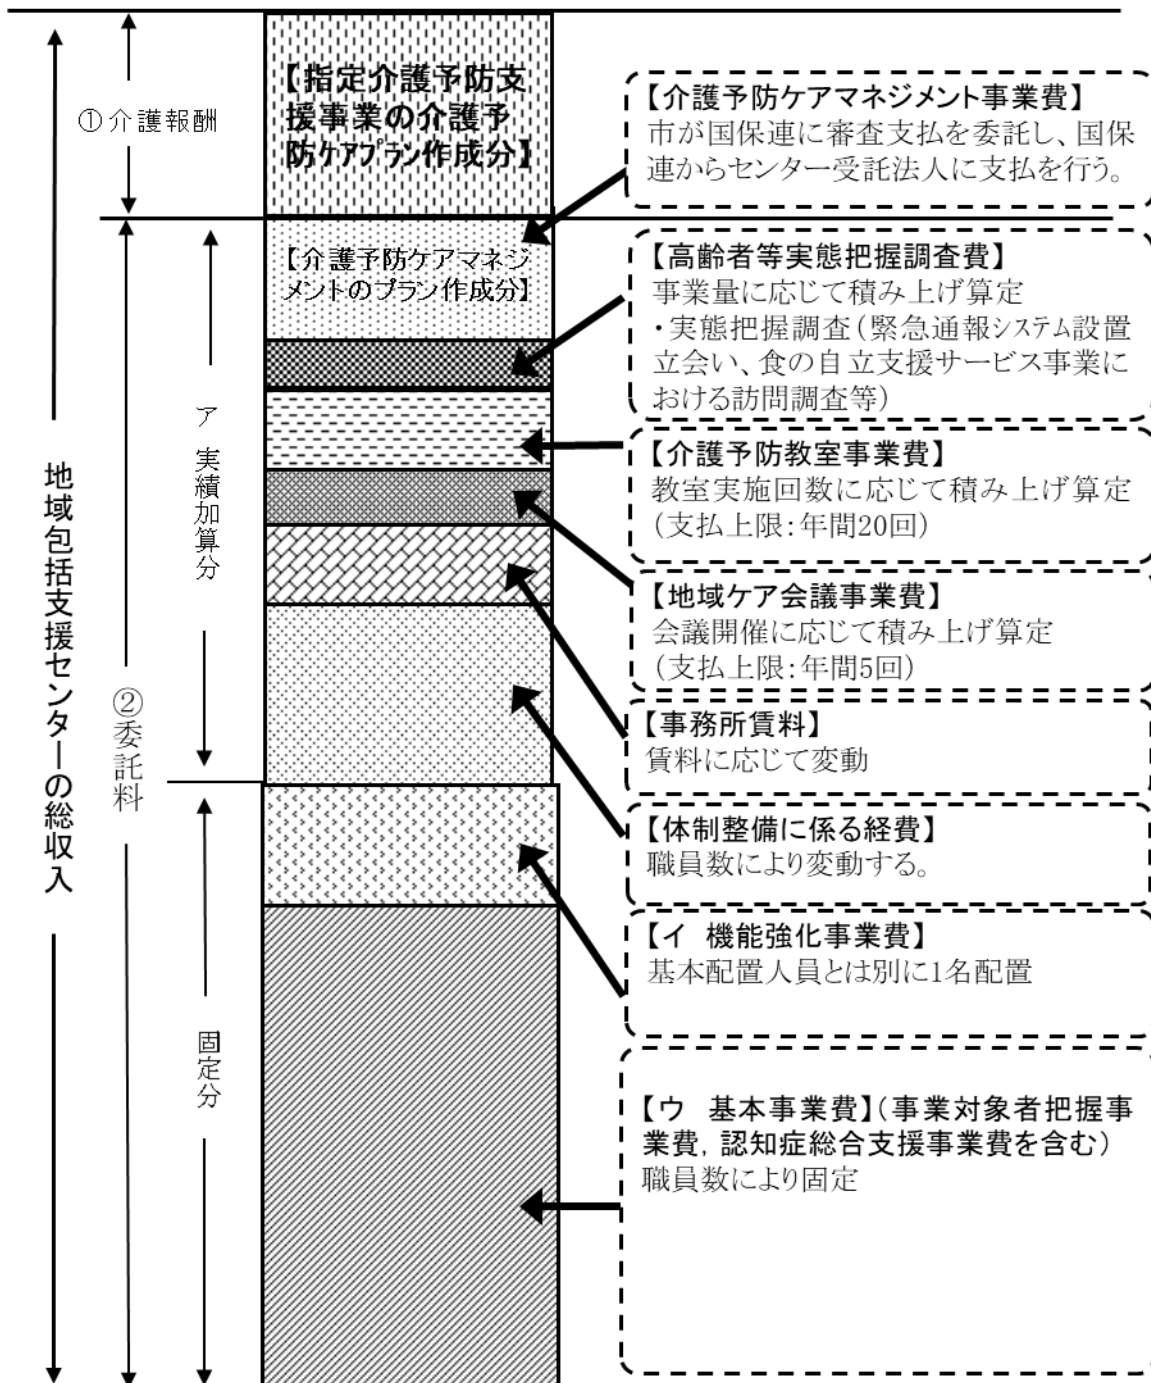 地域包括支援センターの総収入
①介護報酬
②委託料
ア 実績加算分
固定分
【指定介護予防支
援事業の介護予
防ケアプラン作成分】
【介護予防ケアマネジ
メントのプラン作成分】
【介護予防ケアマネジメント事業費】
市が国保連に審査支払を委託し、国保
連からセンター受託法人に支払を行う。
【高齢者等実態把握調査費】
事業量に応じて積み上げ算定
・実態把握調査（緊急通報システム設置
立会い、食の自立支援サービス事業に
おける訪問調査等）
【介護予防教室事業費】
教室実施回数に応じて積み上げ算定
（支払上限：年間20回）
【地域ケア会議事業費】
会議開催に応じて積み上げ算定
（支払上限：年間5回）
【事務所賃料】
賃料に応じて変動
【体制整備に係る経費】
職員数により変動する。
【イ 機能強化事業費】
基本配置人員とは別に1名配置
【ウ　基本事業費】（事業対象者把握事
業費，認知症総合支援事業費を含む）
職員数により固定